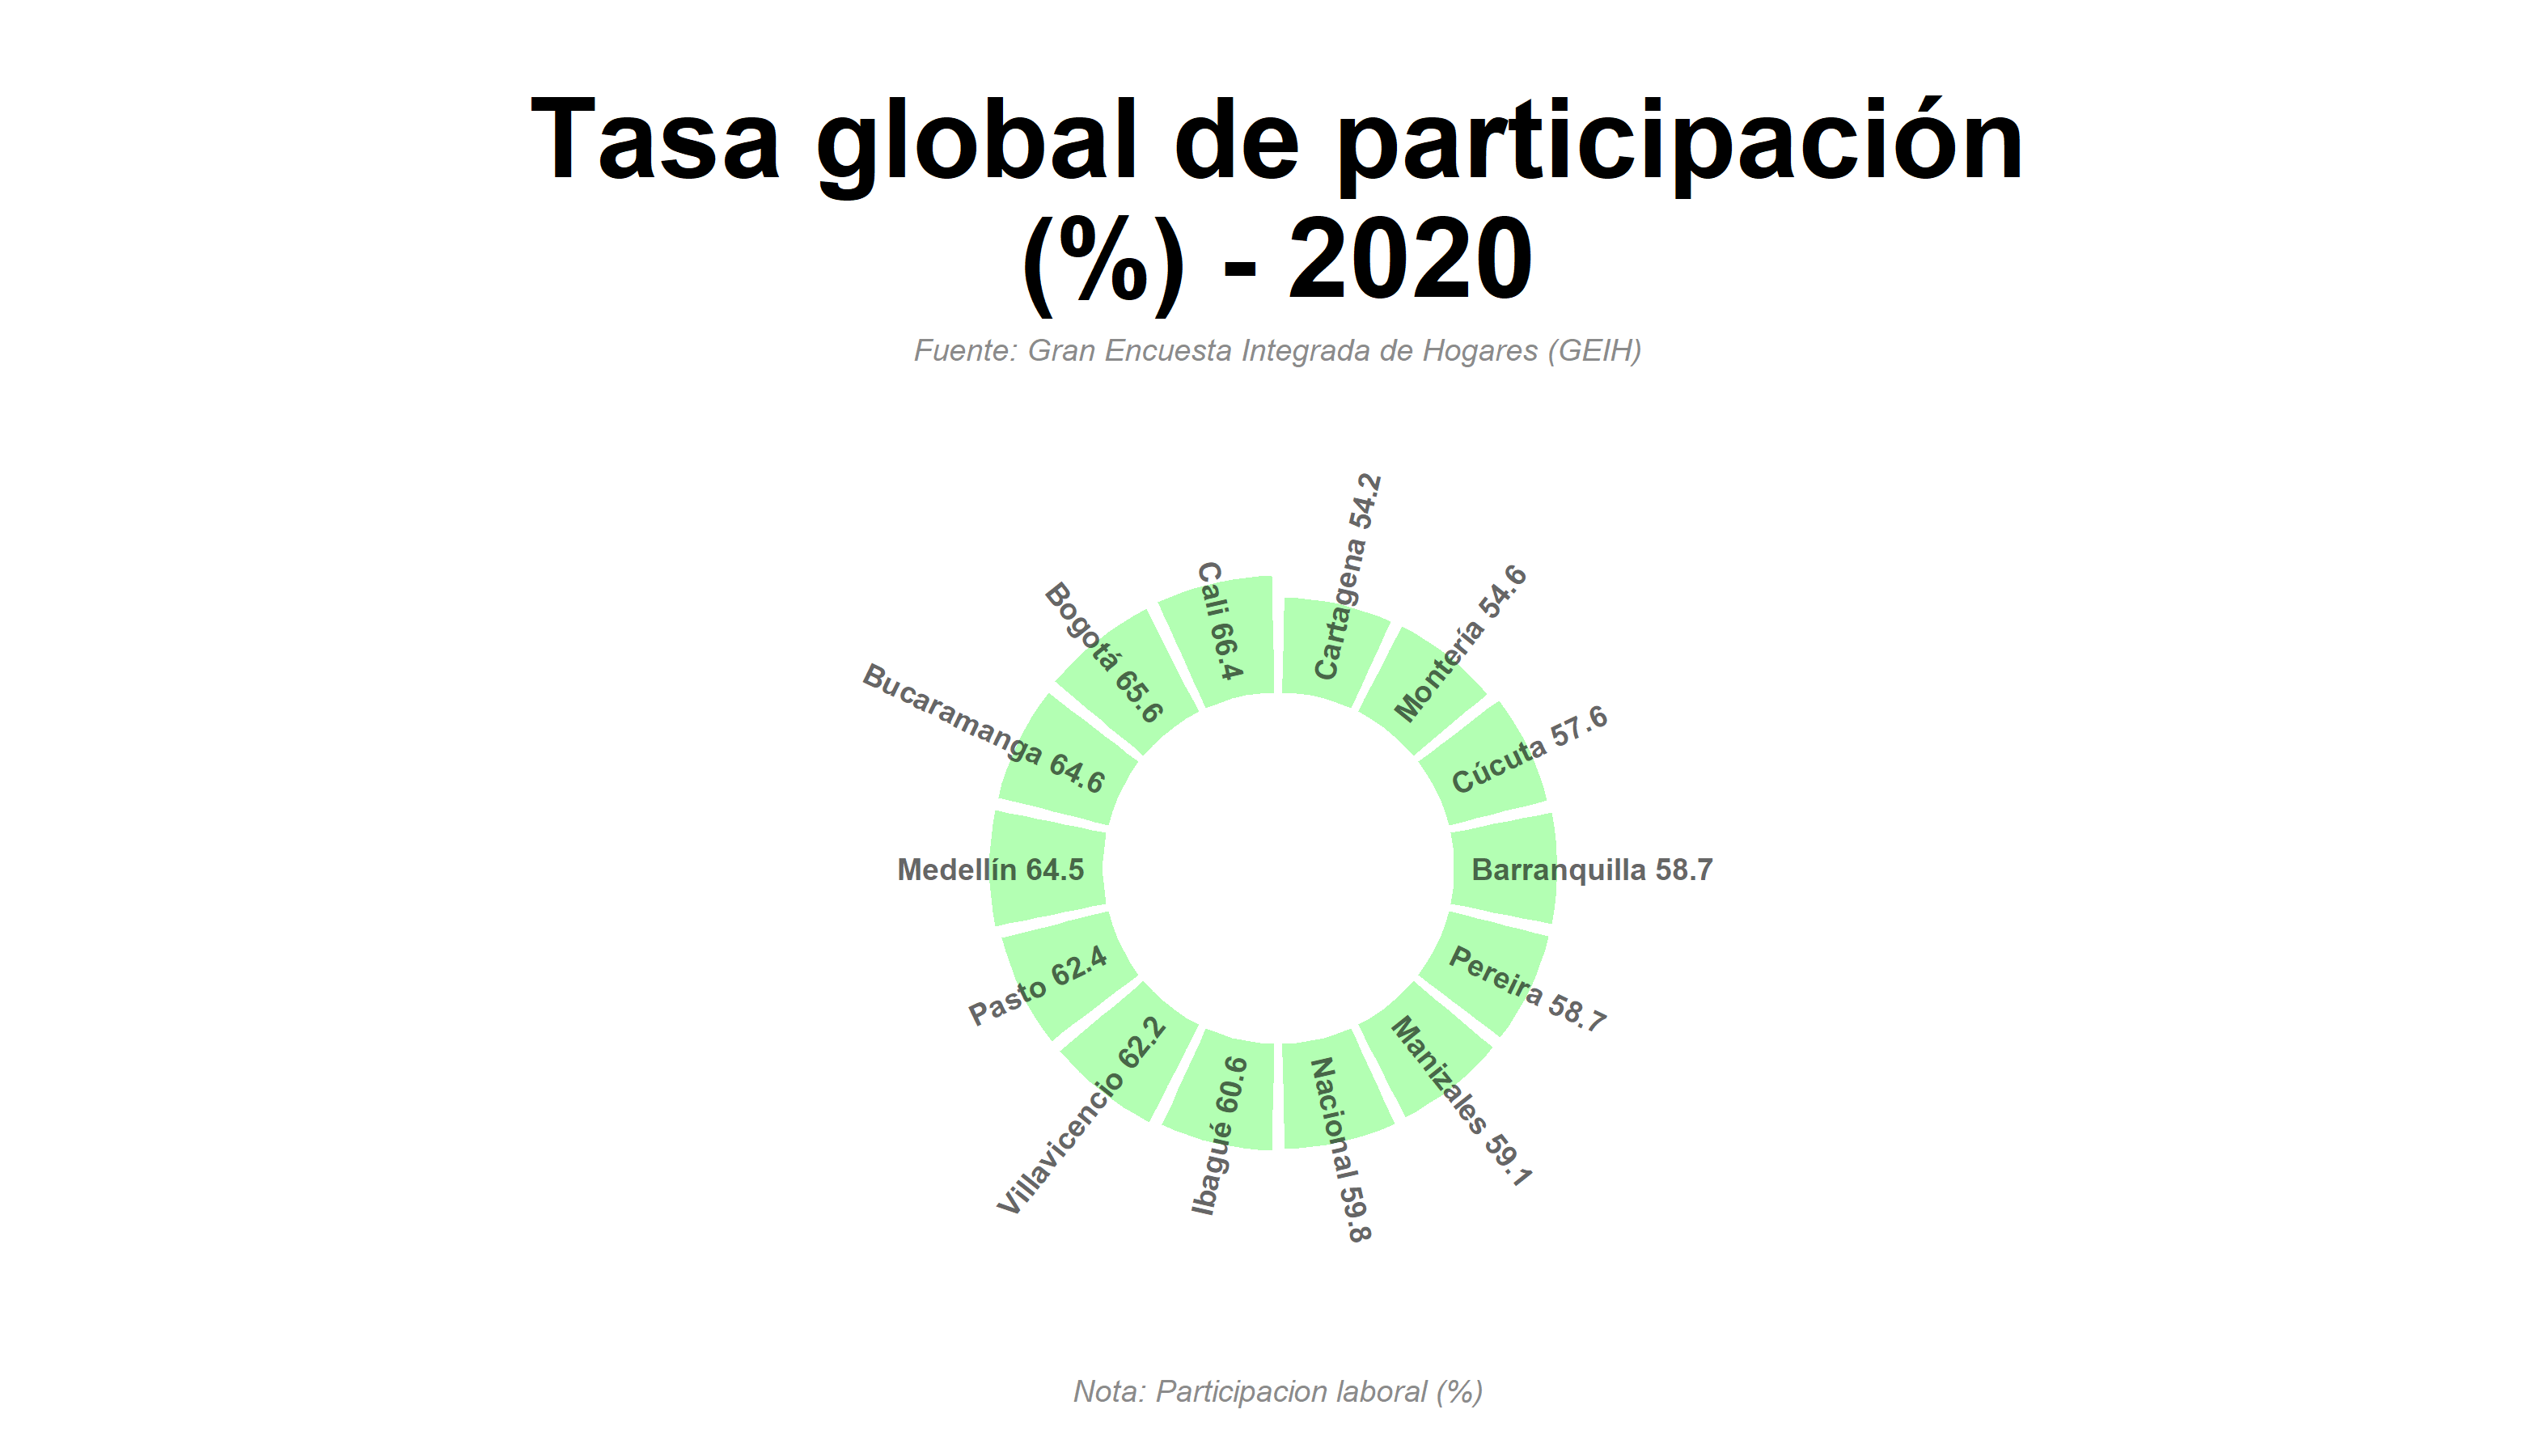 Tasa global de participación
(%) - 2020
Fuente: Gran Encuesta Integrada de Hogares (GEIH)
Cartagena 54.2
Montería 54.6
Cúcuta 57.6
Barranquilla 58.7
Pereira 58.7
Manizales 59.1
Nacional 59.8
Ibagué 60.6
Villavicencio 62.2
Pasto 62.4
Medellín 64.5
Bucaramanga 64.6
Bogotá 65.6
Cali 66.4
Nota: Participacion laboral (%)